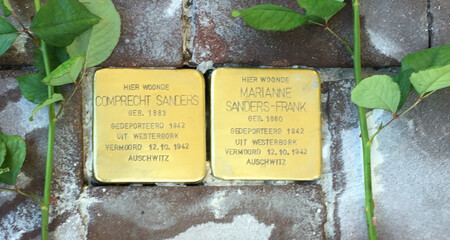 HIER WOONDE
COMPRECHT SANDERS
GEB. 1883
GEDEPORTEERD 1942
UIT WESTERBORK
VERMOORD 12.10.1942
AUSCHWITZ
HIER WOONDE
MARIANNE
SANDERS-FRANK
GEB. 1880
GEDEPORTEERD 1942
UIT WESTERBORK
VERMOORD 12.10.1942
AUSCHWITZ